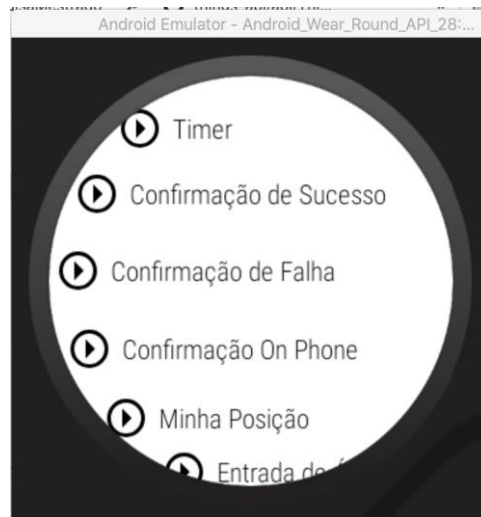 Android Emulator - Android_Wear_Round_API_28:...
Timer
Confirmação de Sucesso
Confirmação de Falha
Confirmação On Phone
Minha Posição
Entrada de